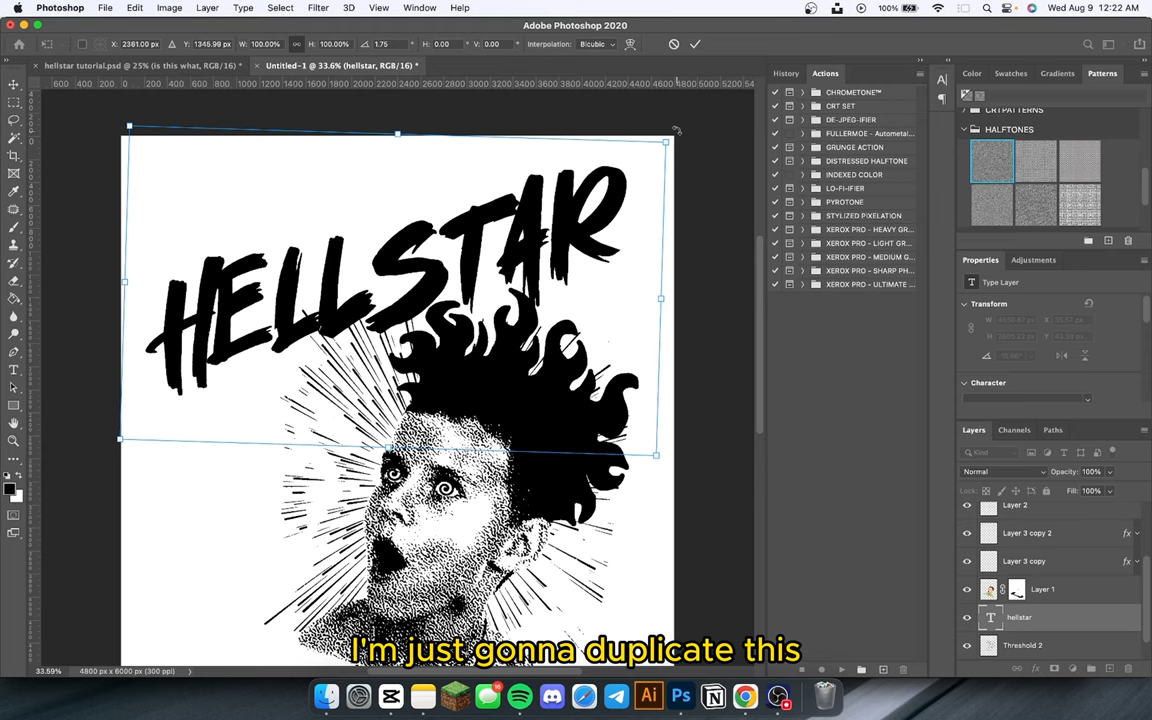 Photoshop File Edit Image Layer Type Select Filter 3D View Window Help 100% Wed Aug 9 12:22 AM
Adobe Photoshop 2020
X: 2361.00 px Y: 1345.99 px W: 100.00% H: 100.00% 1.75 H: 0.00 V: 0.00 Interpolation: Bicubic
hellstar tutorial.psd @ 25% (is this what, RGB/16) *
Untitled-1 @ 33.6% (hellstar, RGB/16) *
History Actions
CHROMETONE™
CRT SET
DE-JPEG-IFIER
FULLERMOE - Autometal...
GRUNGE ACTION
DISTRESSED HALFTONE
INDEXED COLOR
LO-FI-IFIER
PYROTONE
STYLIZED PIXELATION
XEROX PRO - HEAVY GR...
XEROX PRO - LIGHT GR...
XEROX PRO - MEDIUM G...
XEROX PRO - SHARP PH...
XEROX PRO - ULTIMATE ...
Color Swatches Gradients Patterns
CRT PATTERNS
HALFTONES
Properties Adjustments
Type Layer
Transform
Character
Layers Channels Paths
Kind
Normal Opacity: 100%
Lock: Fill: 100%
Layer 2
Layer 3 copy 2 fx
Layer 3 copy fx
Layer 1
hellstar
Threshold 2
HELLSTAR
I'm just gonna duplicate this
33.59% 4800 px x 6000 px (300 ppi)